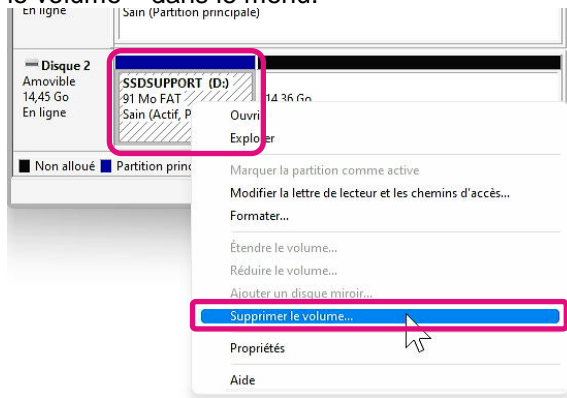 le volume » dans le menu.
En ligne
Sain (Partition principale)
Disque 2
Amovible
14,45 Go
En ligne
SSDSUPPORT (D:)
91 Mo FAT
Sain (Actif, P
14,36 Go
Non alloué
Partition princ
Ouvri
Explorer
Marquer la partition comme active
Modifier la lettre de lecteur et les chemins d'accès...
Formater...
Étendre le volume...
Réduire le volume...
Ajouter un disque miroir...
Supprimer le volume...
Propriétés
Aide